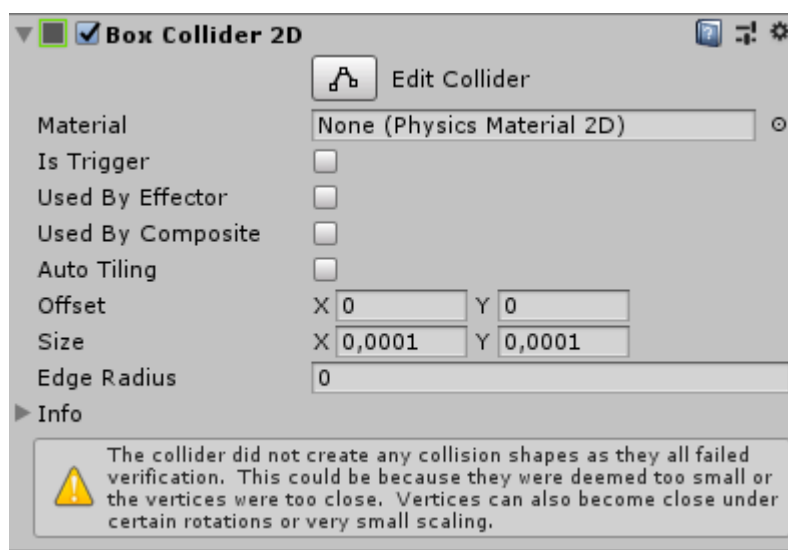 Box Collider 2D
Edit Collider
Material None (Physics Material 2D)
Is Trigger
Used By Effector
Used By Composite
Auto Tiling
Offset X 0 Y 0
Size X 0,0001 Y 0,0001
Edge Radius 0
Info
The collider did not create any collision shapes as they all failed
verification. This could be because they were deemed too small or
the vertices were too close. Vertices can also become close under
certain rotations or very small scaling.